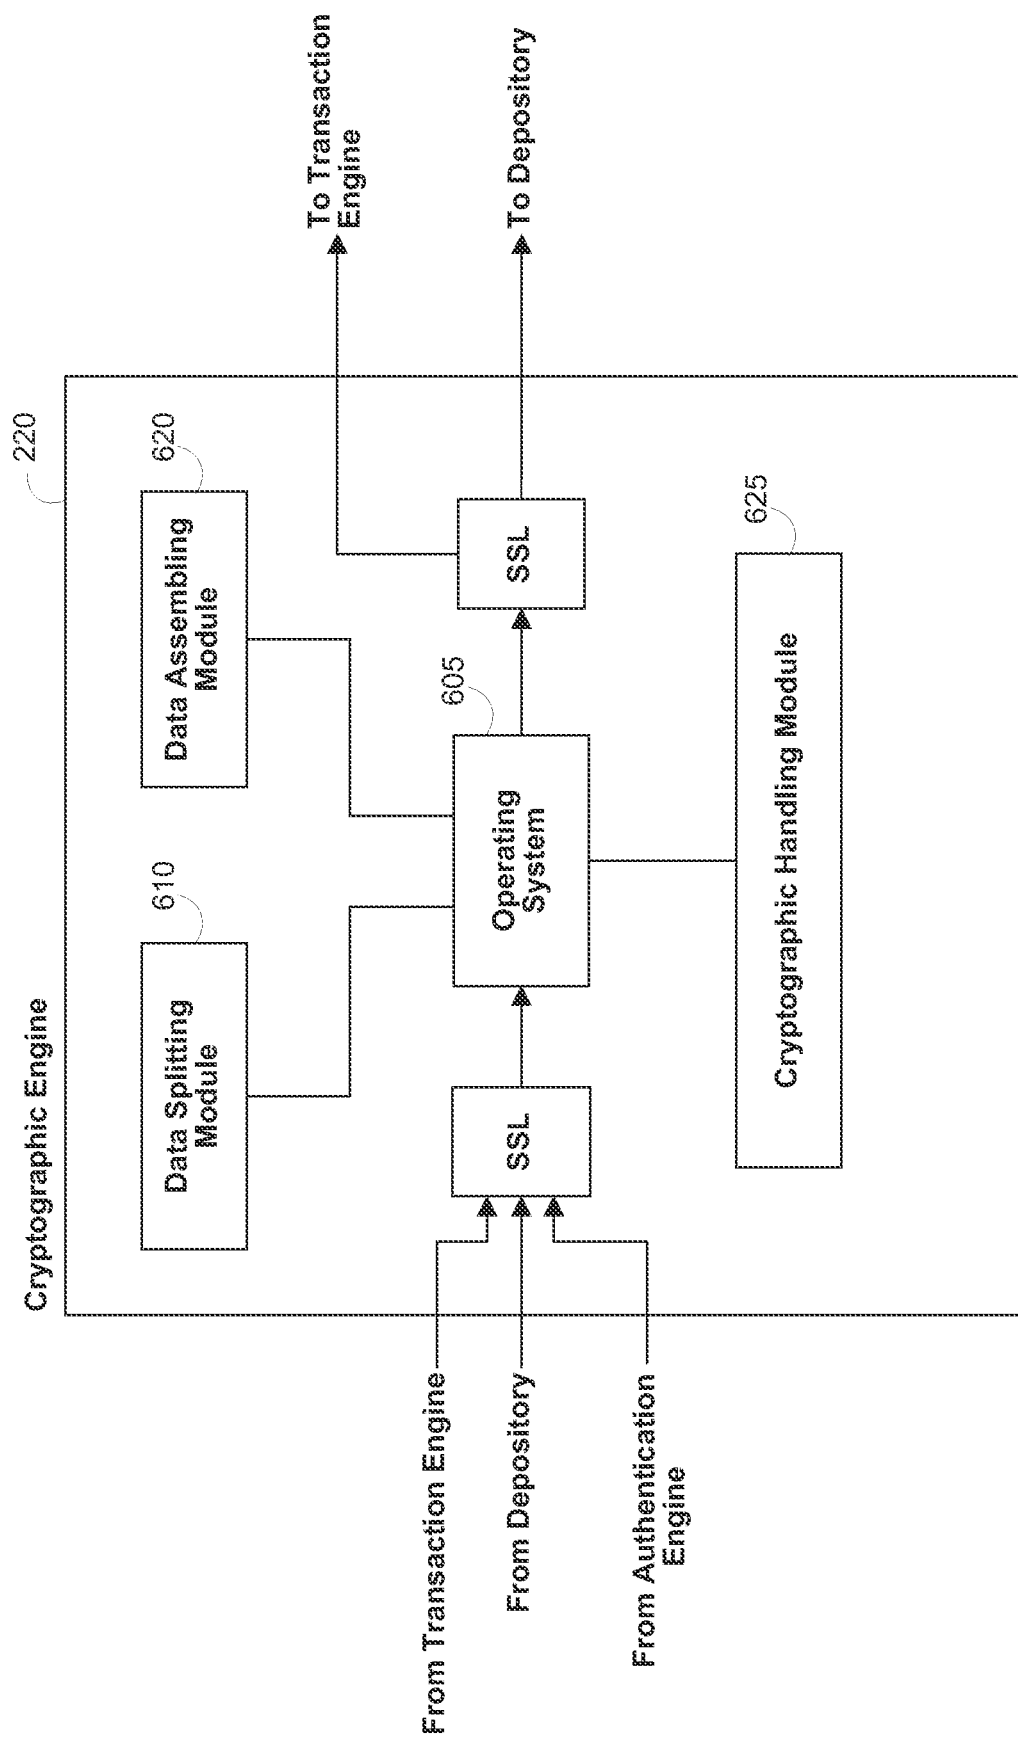 Cryptographic Engine
220
Data Splitting
Module
610
Data Assembling
Module
620
To Transaction
Engine
From Transaction Engine
From Depository
From Authentication
Engine
SSL
Operating
System
605
SSL
To Depository
Cryptographic Handling Module
625